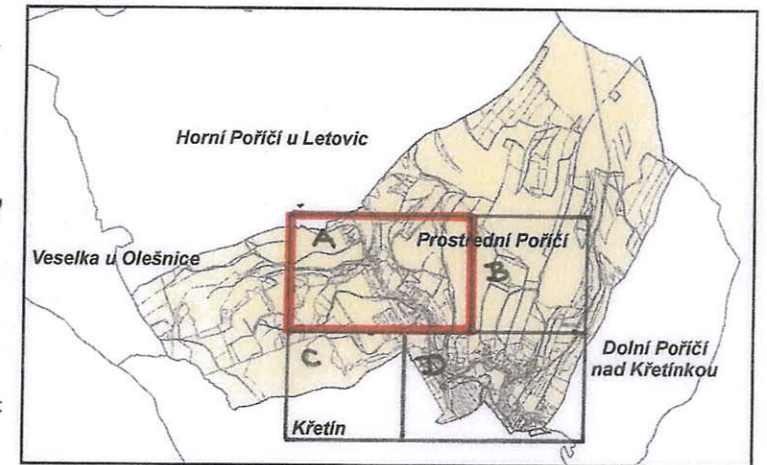 Horní Poříčí u Letovic
A
Prostřední Poříčí
Veselka u Olešnice
B
C
D
Dolní Poříčí
nad Křetínkou
Křetín